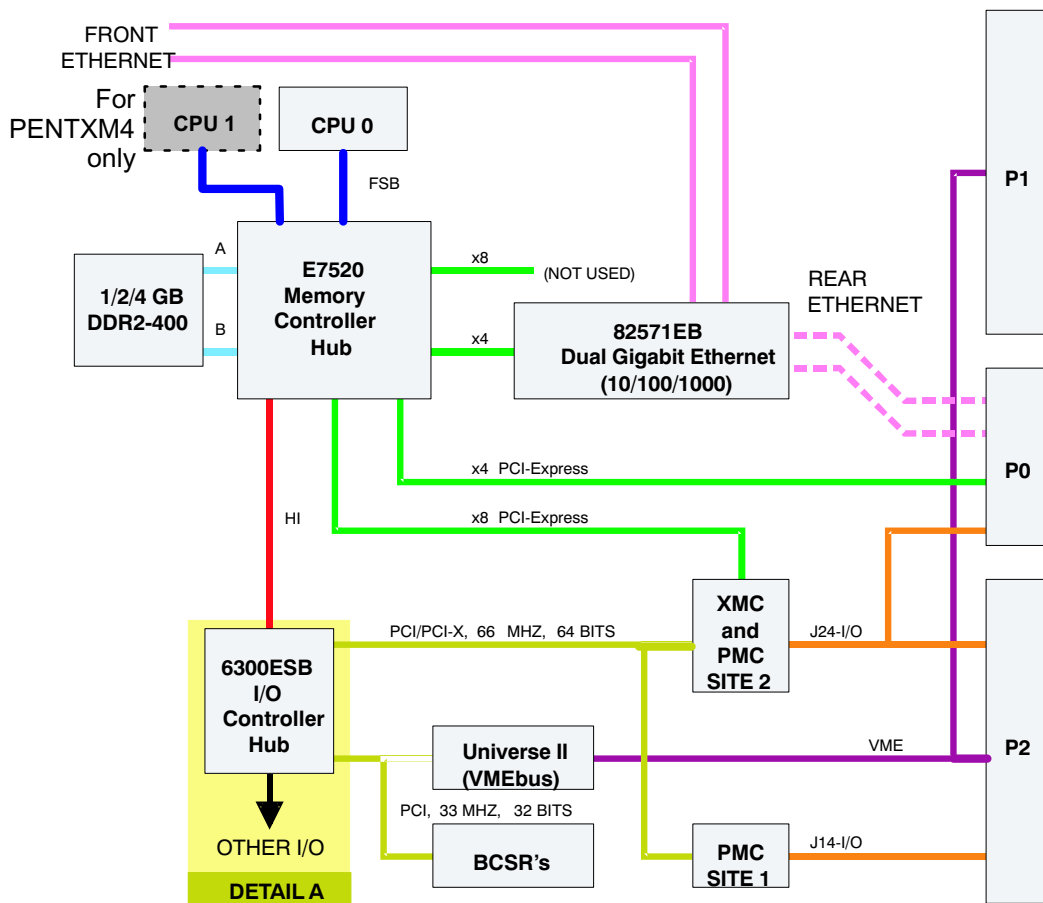 FRONT
ETHERNET
For
PENTXM4
only
CPU 1
CPU 0
FSB
P1
A
B
1/2/4 GB
DDR2-400
E7520
Memory
Controller
Hub
x8
(NOT USED)
x4
82571EB
Dual Gigabit Ethernet
(10/100/1000)
REAR
ETHERNET
P0
x4 PCI-Express
x8 PCI-Express
HI
XMC
and
PMC
SITE 2
J24-I/O
PCI/PCI-X, 66 MHZ, 64 BITS
6300ESB
I/O
Controller
Hub
Universe II
(VMEbus)
VME
P2
PCI, 33 MHZ, 32 BITS
BCSR's
PMC
SITE 1
J14-I/O
OTHER I/O
DETAIL A